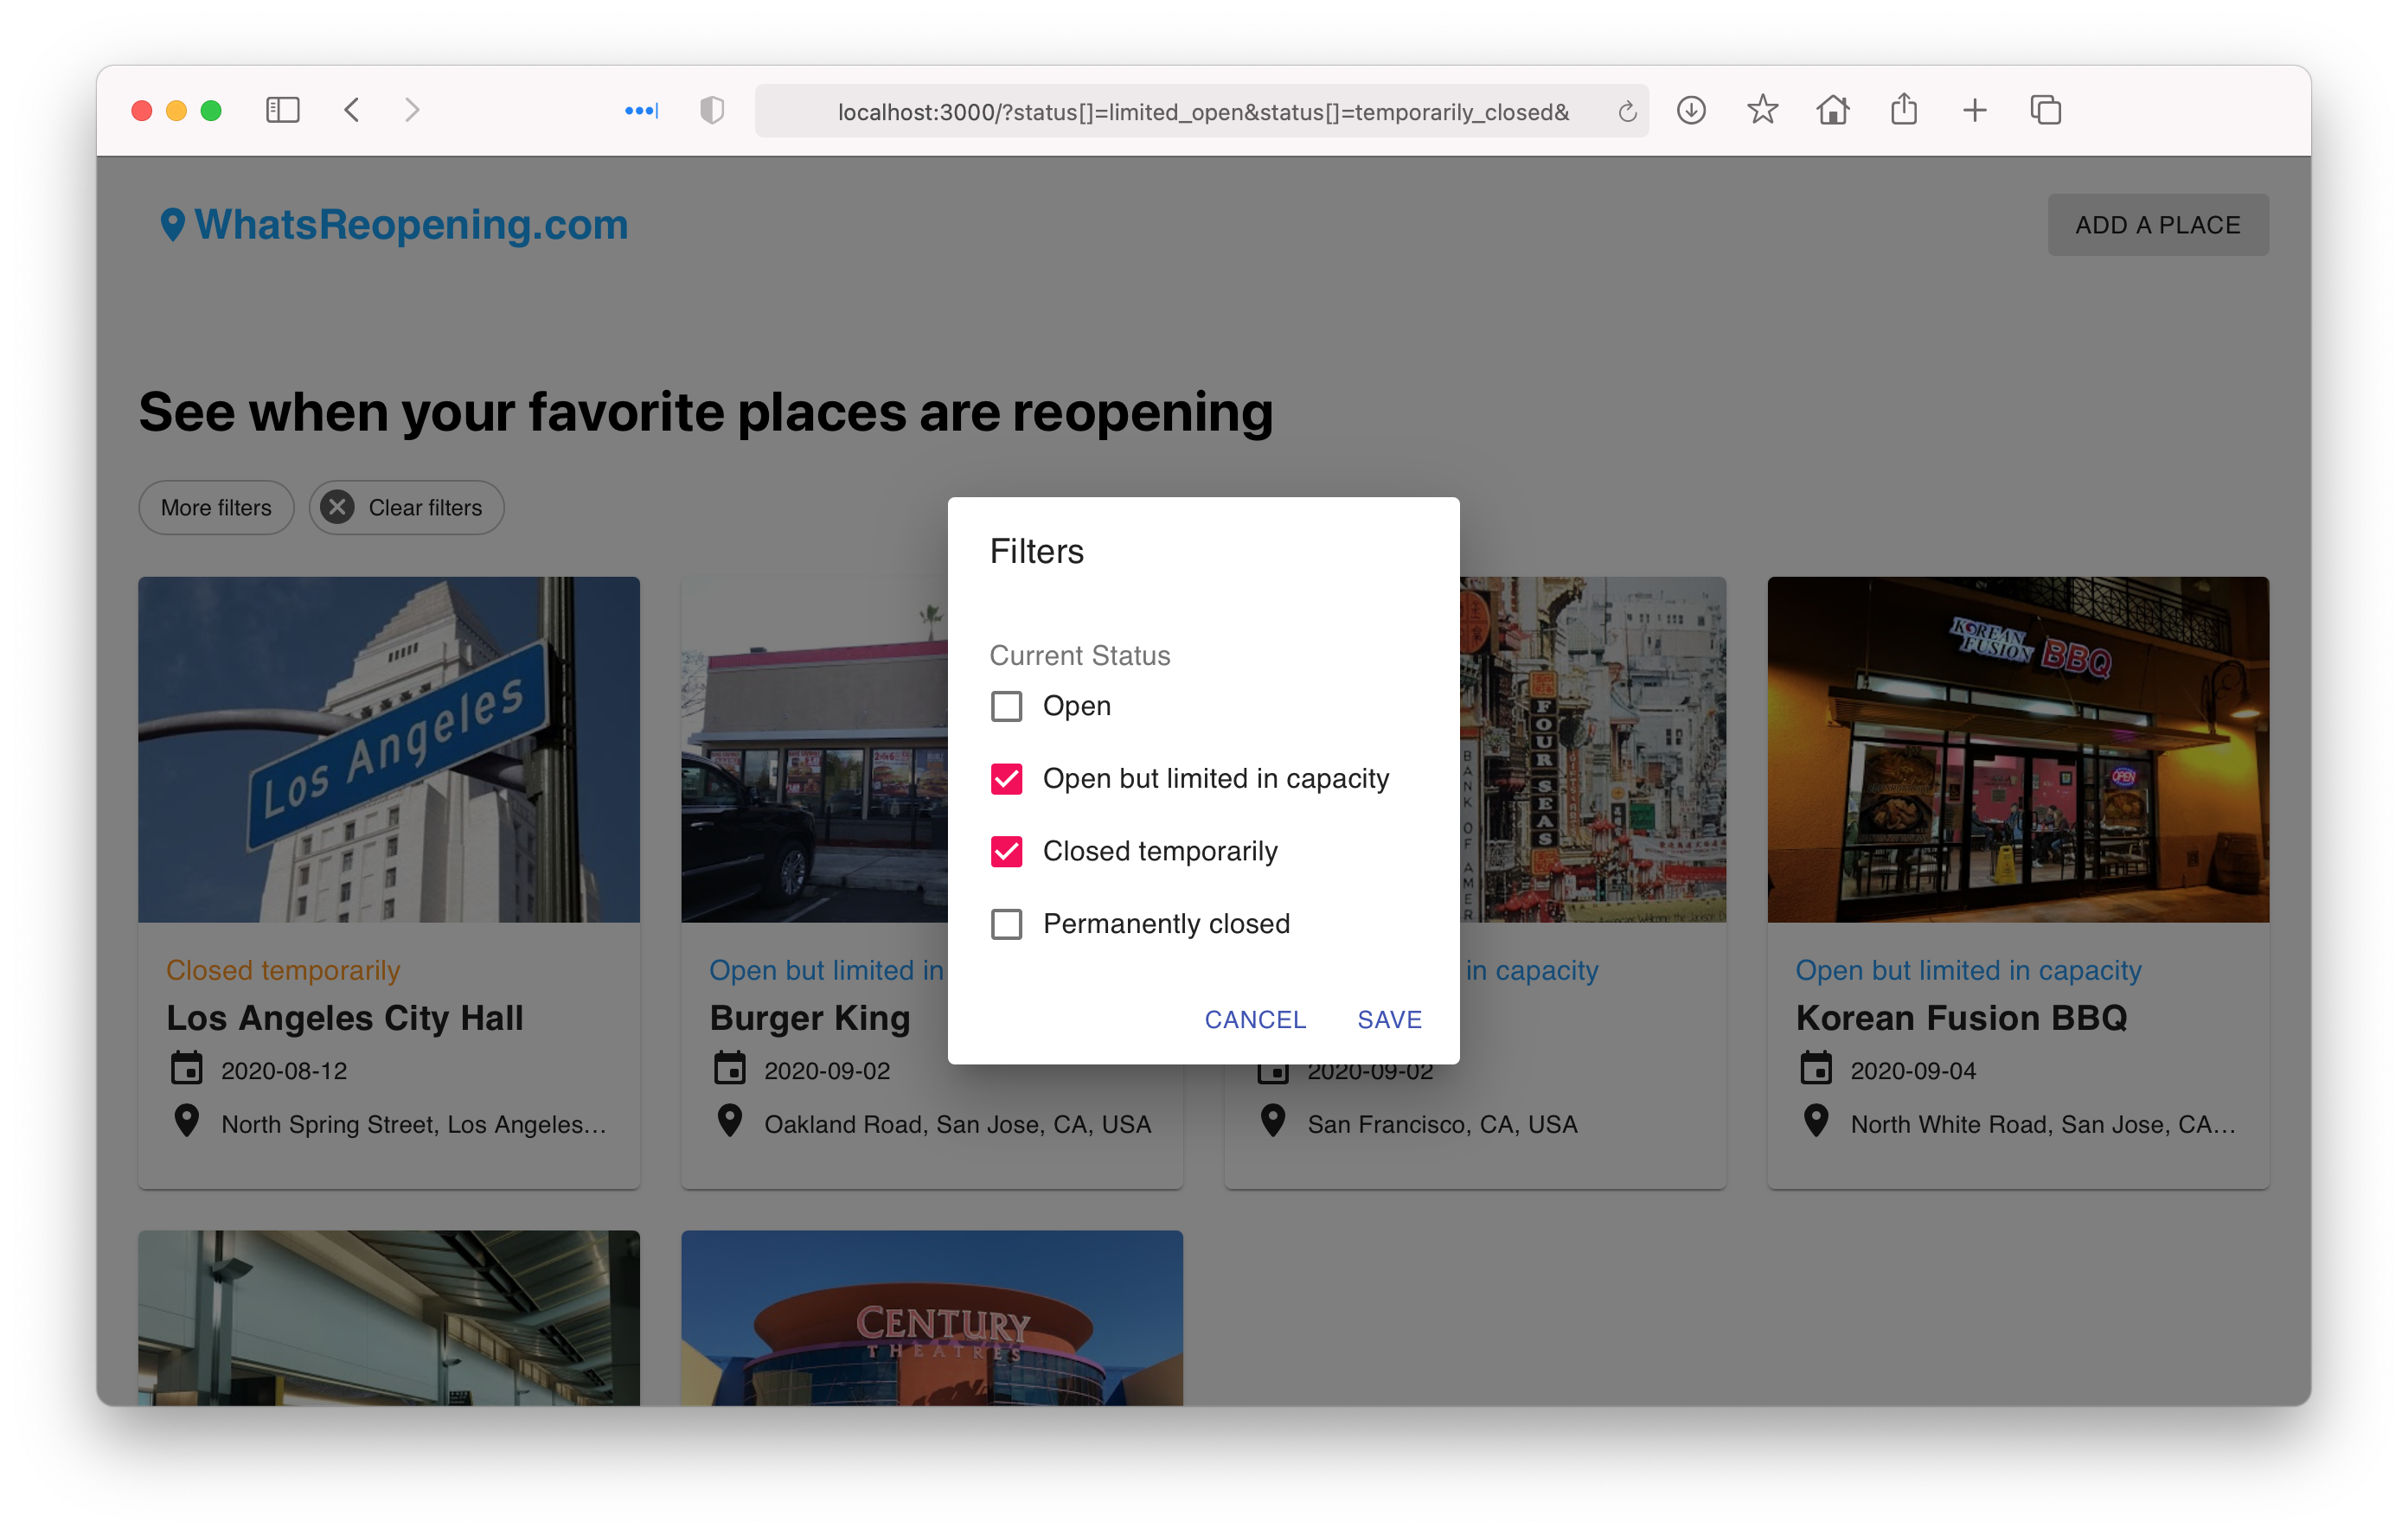 localhost:3000/?status[]=limited_open&status[]=temporarily_closed&
WhatsReopening.com
ADD A PLACE
See when your favorite places are reopening
More filters
Clear filters
Filters
Current Status
Open
Open but limited in capacity
Closed temporarily
Permanently closed
CANCEL
SAVE
Los Angeles
FOUR SEAS
BANK OF AMER
KOREAN FUSION BBQ
OPEN
Closed temporarily
Los Angeles City Hall
2020-08-12
North Spring Street, Los Angeles…
Open but limited in
Burger King
2020-09-02
Oakland Road, San Jose, CA, USA
in capacity
2020-09-02
San Francisco, CA, USA
Open but limited in capacity
Korean Fusion BBQ
2020-09-04
North White Road, San Jose, CA…
CENTURY
THEATRES